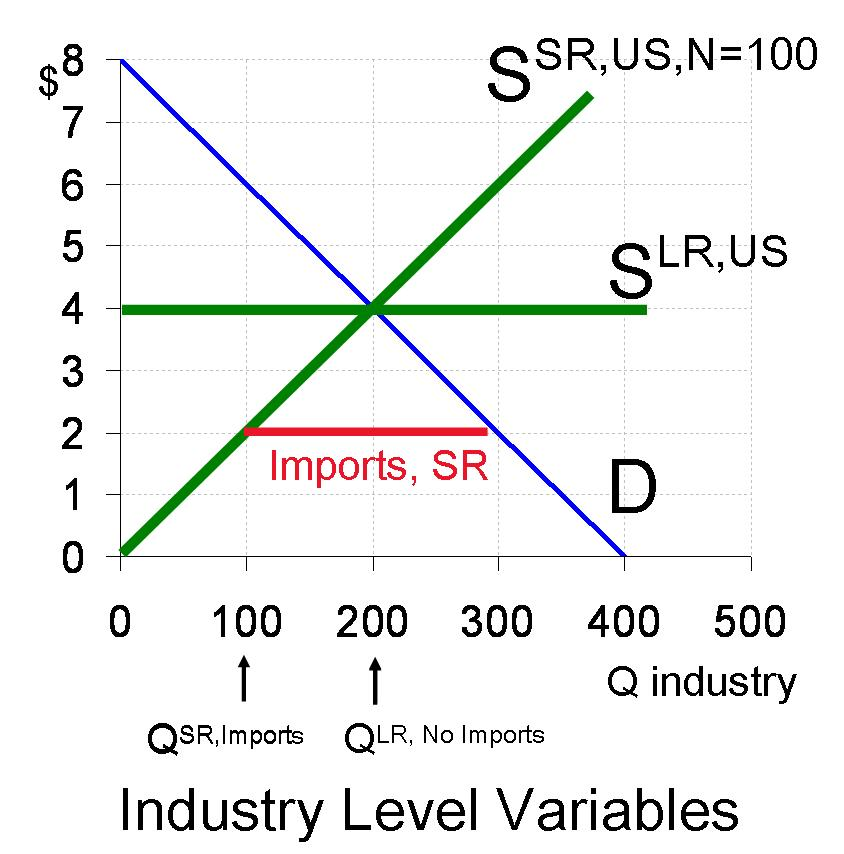 S^SR,US,N=100
$
8
7
6
5
S^LR,US
4
3
2
Imports, SR
D
1
0
0 100 200 300 400 500
Q industry
Q^SR,Imports Q^LR, No Imports
Industry Level Variables